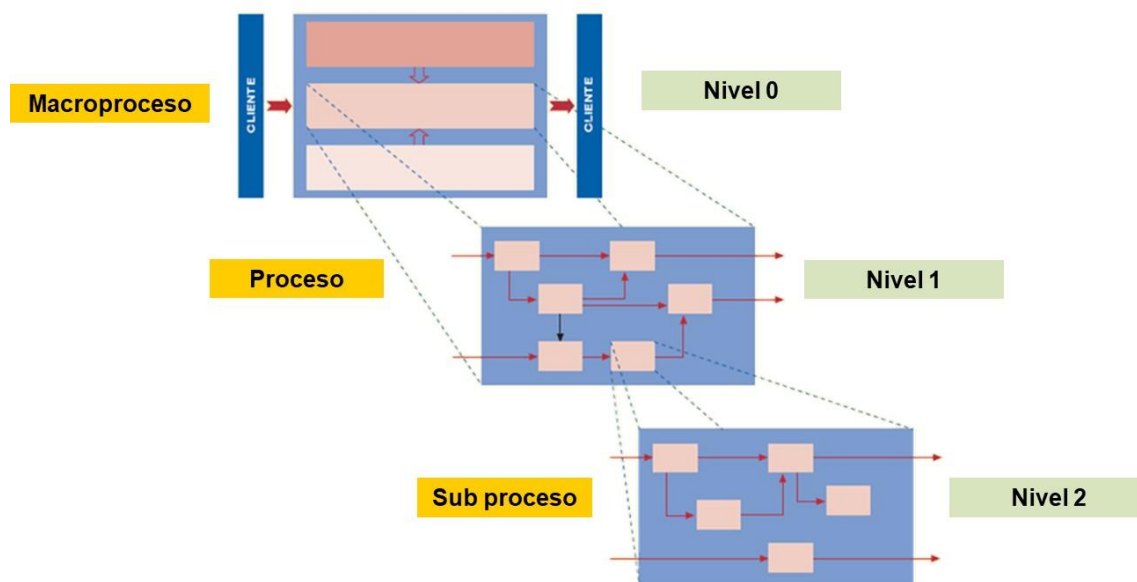 Macroproceso
CLIENTE
CLIENTE
Nivel 0
Proceso
Nivel 1
Sub proceso
Nivel 2